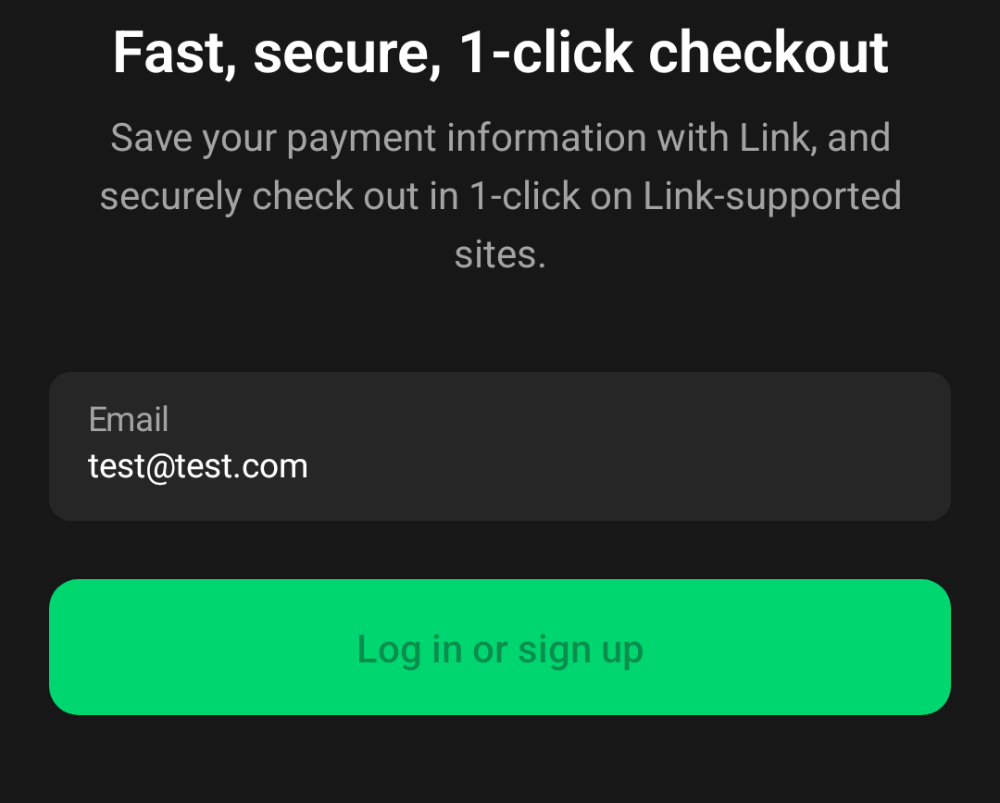 Fast, secure, 1-click checkout
Save your payment information with Link, and
securely check out in 1-click on Link-supported
sites.
Email
test@test.com
Log in or sign up